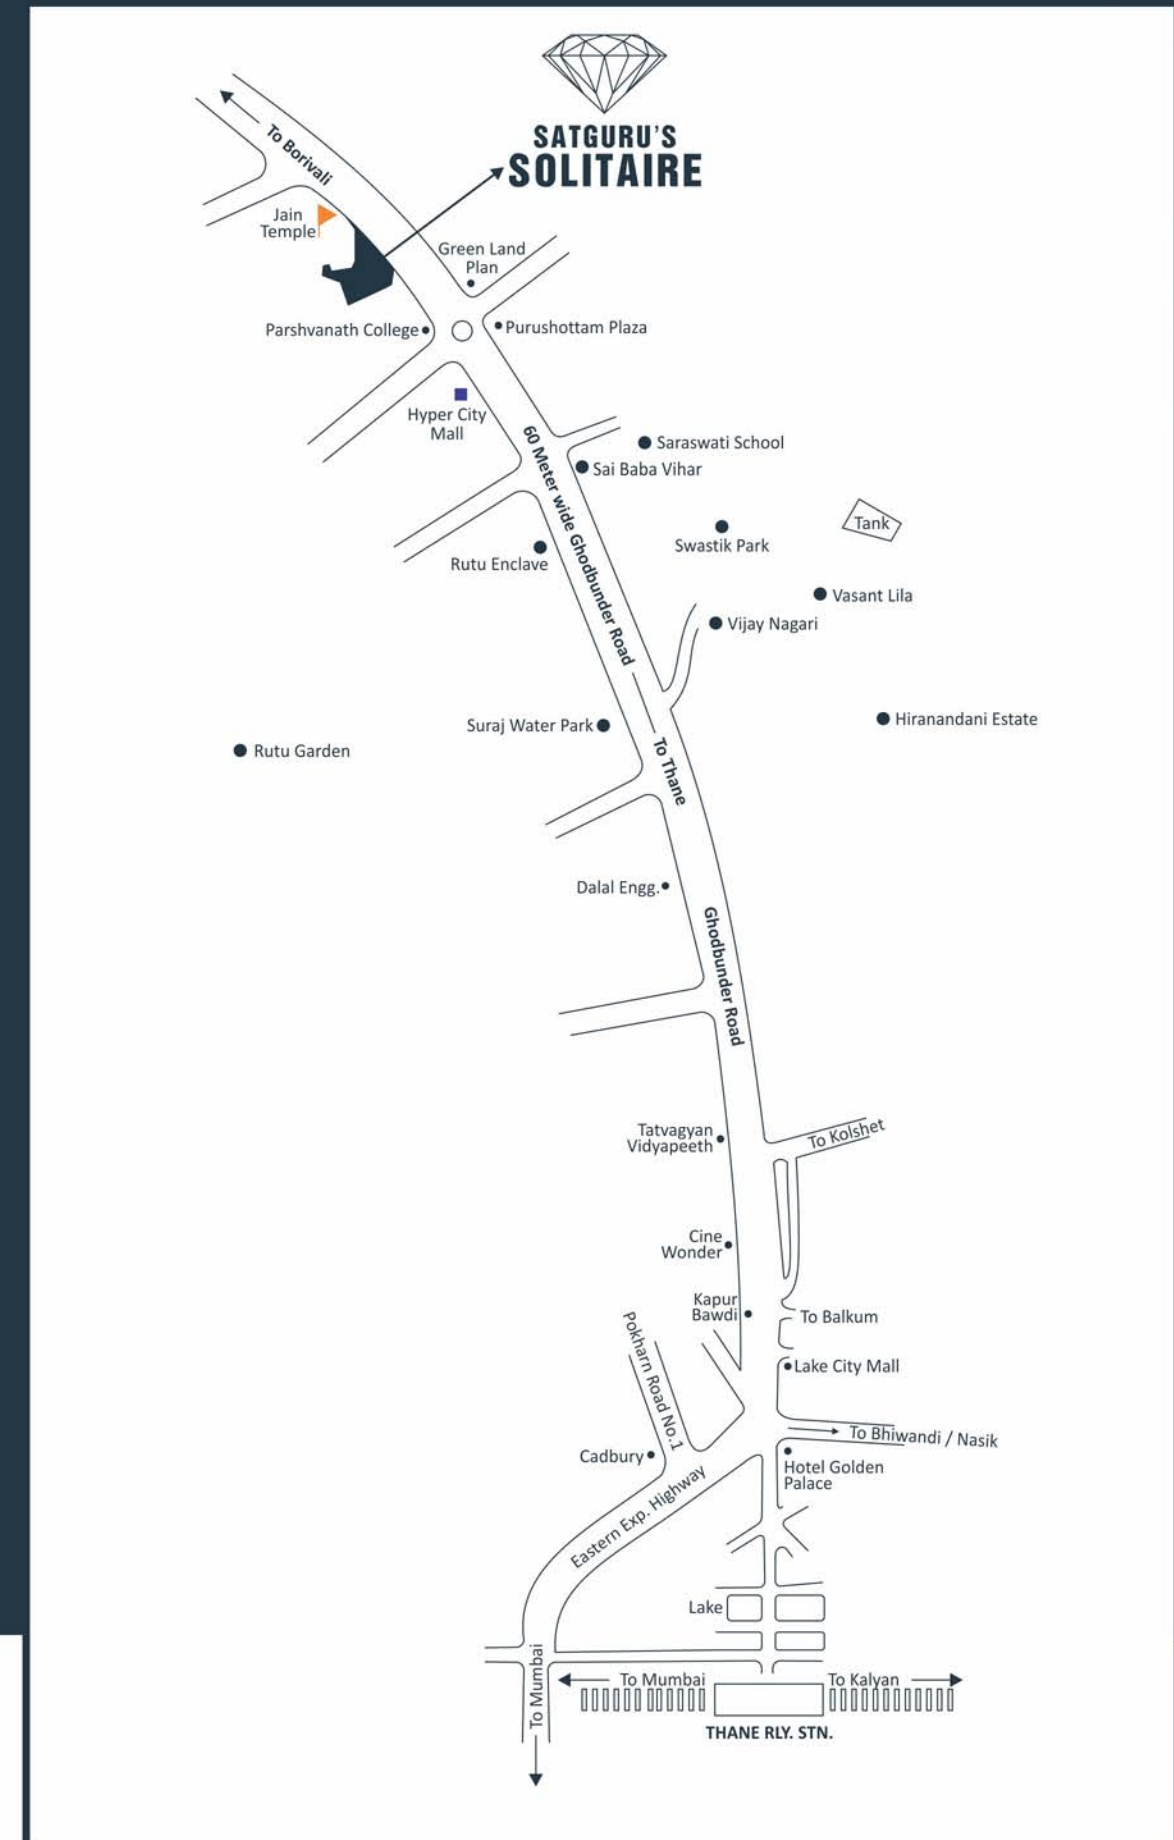 SATGURU'S
SOLITAIRE
To Borivali
Jain
Temple
Green Land
Plan
Parshvanath College
Purushottam Plaza
Hyper City
Mall
60 Meter wide Ghodbunder Road
Saraswati School
Sai Baba Vihar
Tank
Swastik Park
Rutu Enclave
Vasant Lila
Vijay Nagari
Hiranandani Estate
Suraj Water Park
Rutu Garden
To Thane
Dalal Engg.
Ghodbunder Road
Tatvagyan
Vidyapeeth
To Kolshet
Cine
Wonder
Kapur
Bawdi
To Balkum
Pokharn Road No.1
Lake City Mall
To Bhiwandi / Nasik
Cadbury
Hotel Golden
Palace
Eastern Exp. Highway
Lake
To Mumbai
To Mumbai
To Kalyan
THANE RLY. STN.